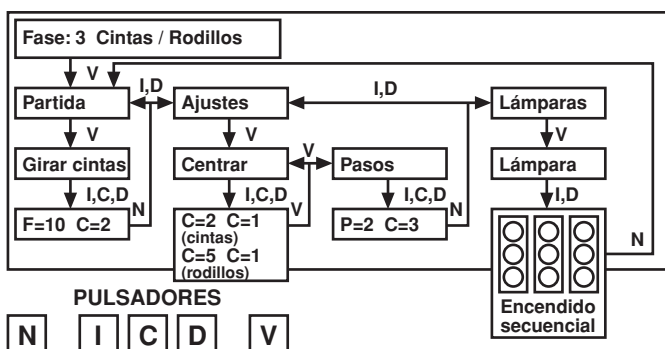 Fase: 3 Cintas / Rodillos
V
I,D
I,D
Partida
Ajustes
Lámparas
V
V
V
Girar cintas
Centrar
V
Pasos
Lámpara
I,C,D
I,C,D
I,C,D
I,D
F=10 C=2
N
C=2 C=1
(cintas)
C=5 C=1
(rodillos)
V
P=2 C=3
N
N
Encendido
secuencial
PULSADORES
N I C D V